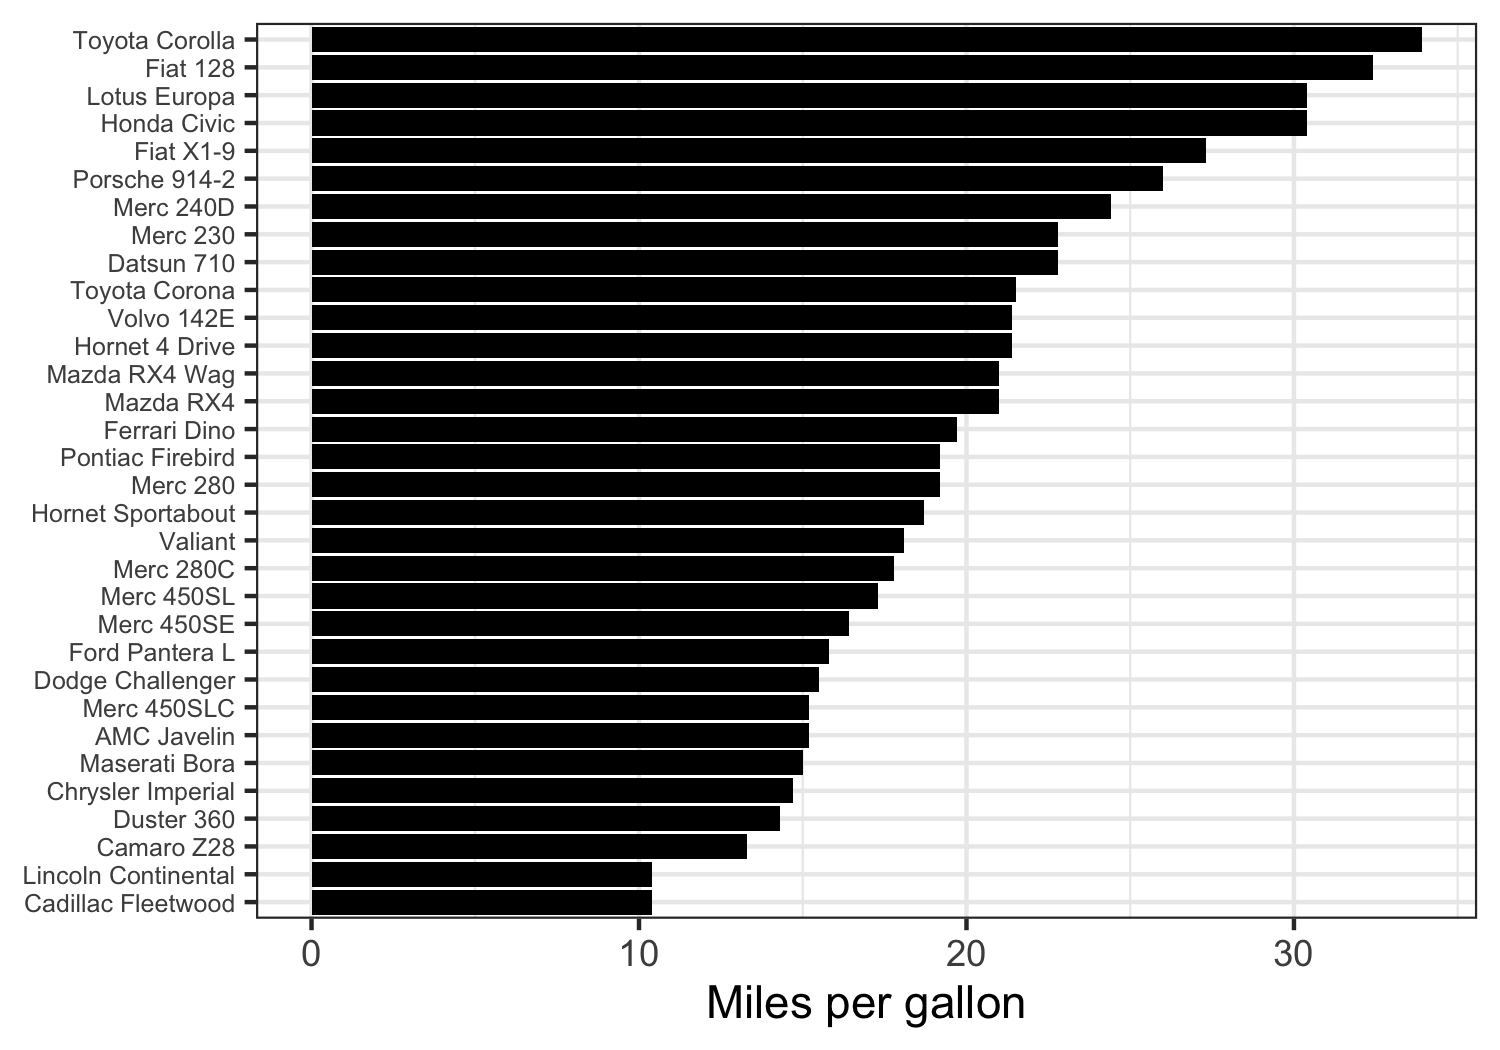 Toyota Corolla
Fiat 128
Lotus Europa
Honda Civic
Fiat X1-9
Porsche 914-2
Merc 240D
Merc 230
Datsun 710
Toyota Corona
Volvo 142E
Hornet 4 Drive
Mazda RX4 Wag
Mazda RX4
Ferrari Dino
Pontiac Firebird
Merc 280
Hornet Sportabout
Valiant
Merc 280C
Merc 450SL
Merc 450SE
Ford Pantera L
Dodge Challenger
Merc 450SLC
AMC Javelin
Maserati Bora
Chrysler Imperial
Duster 360
Camaro Z28
Lincoln Continental
Cadillac Fleetwood
0 10 20 30
Miles per gallon